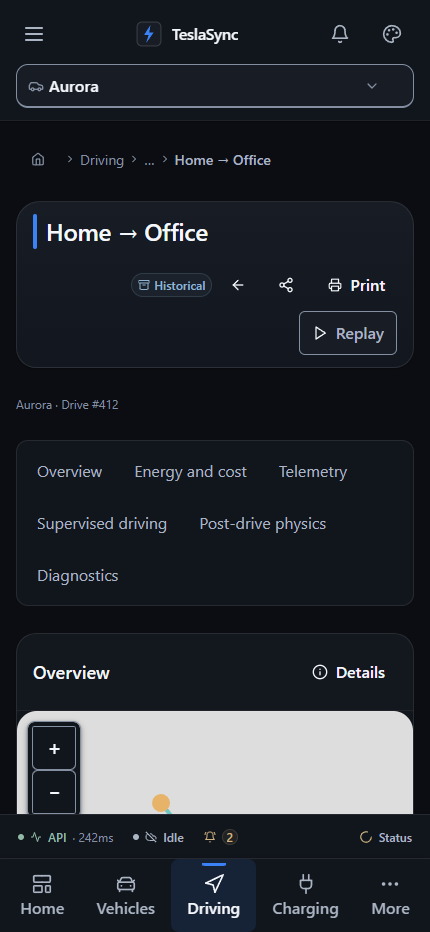 TeslaSync
Aurora
Driving
...
Home → Office
Home → Office
Historical
Print
Replay
Aurora · Drive #412
Overview
Energy and cost
Telemetry
Supervised driving
Post-drive physics
Diagnostics
Overview
Details
+
−
API · 242ms
Idle
2
Status
Home
Vehicles
Driving
Charging
More